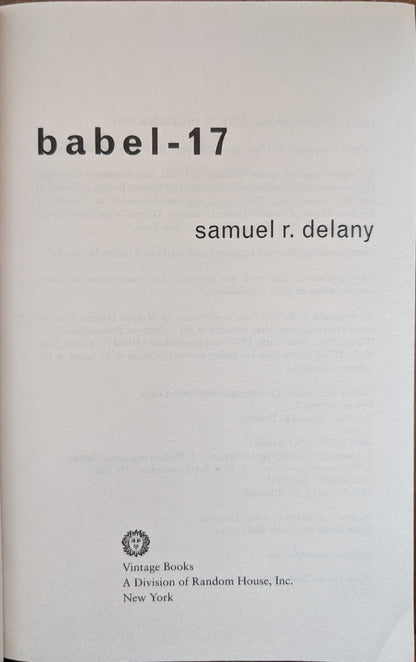 babel-17
samuel r. delany
Vintage Books
A Division of Random House, Inc.
New York